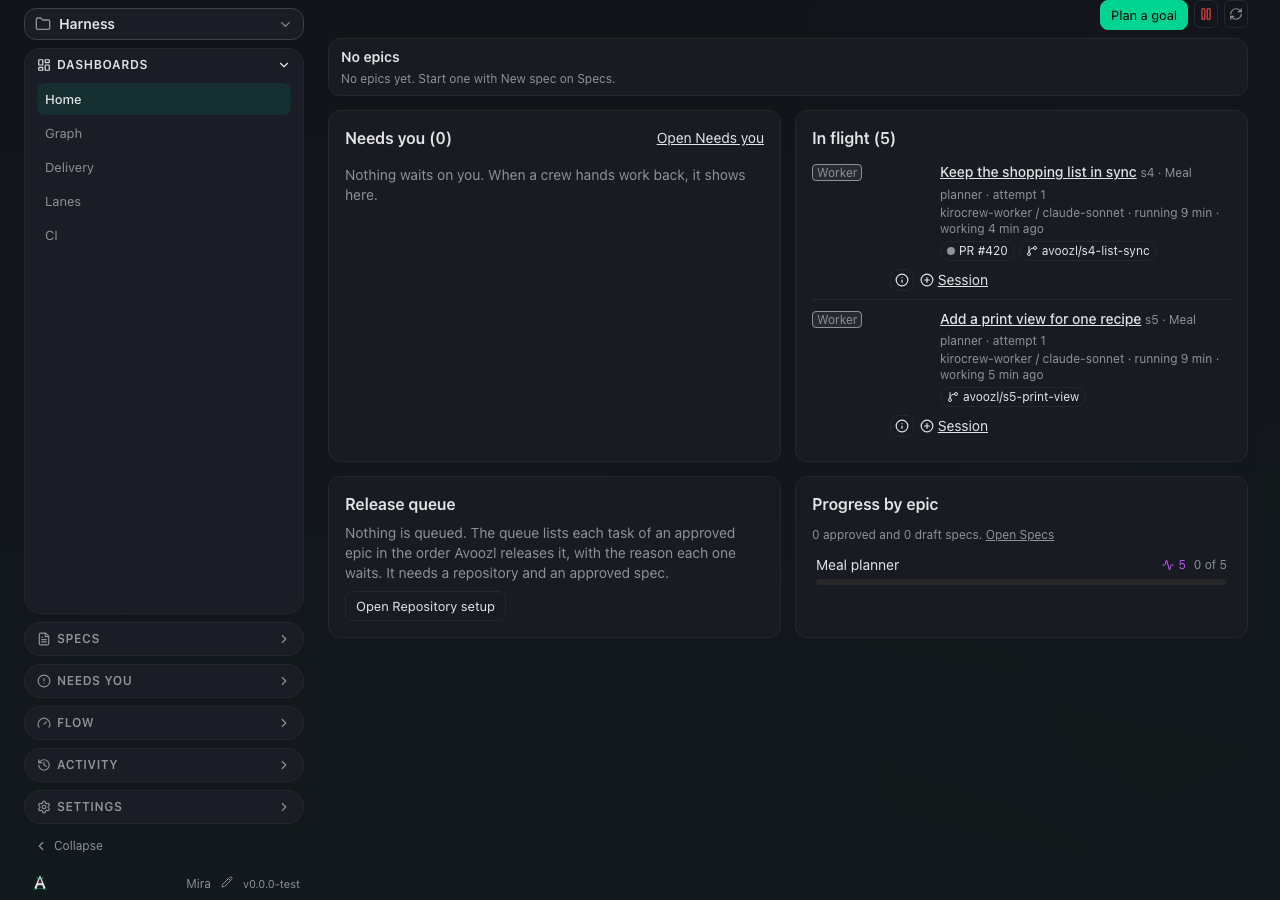 Harness
Plan a goal
DASHBOARDS
Home
Graph
Delivery
Lanes
CI
SPECS
NEEDS YOU
FLOW
ACTIVITY
SETTINGS
Collapse
Mira
v0.0.0-test
No epics
No epics yet. Start one with New spec on Specs.
Needs you (0)
Open Needs you
Nothing waits on you. When a crew hands work back, it shows
here.
In flight (5)
Worker
Keep the shopping list in sync s4 · Meal
planner · attempt 1
kirocrew-worker / claude-sonnet · running 9 min ·
working 4 min ago
PR #420
avoozl/s4-list-sync
Session
Worker
Add a print view for one recipe s5 · Meal
planner · attempt 1
kirocrew-worker / claude-sonnet · running 9 min ·
working 5 min ago
avoozl/s5-print-view
Session
Release queue
Nothing is queued. The queue lists each task of an approved
epic in the order Avoozl releases it, with the reason each one
waits. It needs a repository and an approved spec.
Open Repository setup
Progress by epic
0 approved and 0 draft specs. Open Specs
Meal planner
5 0 of 5